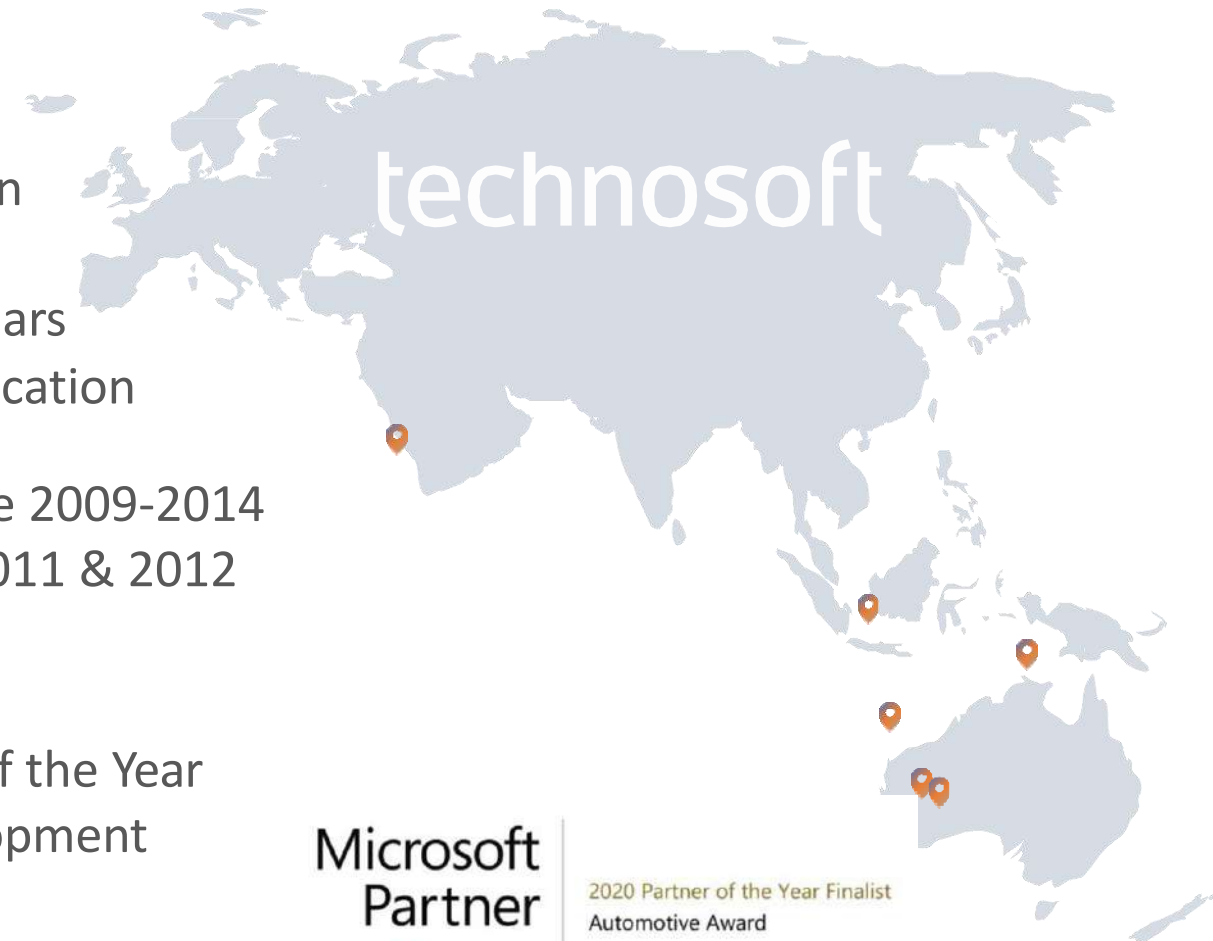 n
ars
cation
e 2009-2014
011 & 2012
f the Year
opment
technosoft
Microsoft
Partner
2020 Partner of the Year Finalist
Automotive Award